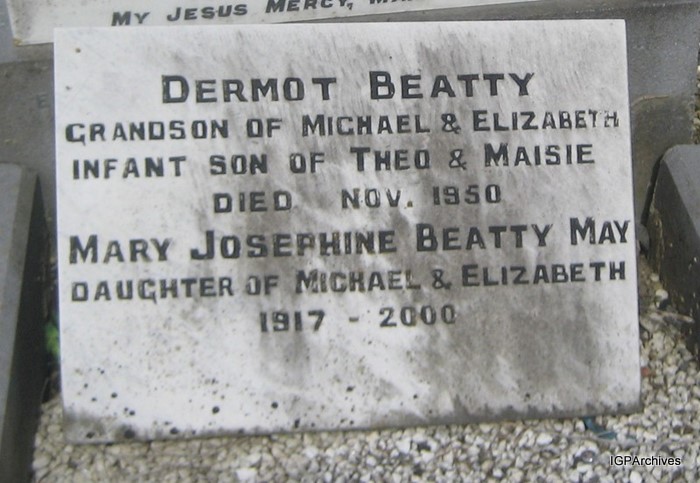 My Jesus Mercy,
Dermot Beatty
Grandson of Michael & Elizabeth
Infant Son of Theo & Maisie
Died Nov. 1950
Mary Josephine Beatty May
Daughter of Michael & Elizabeth
1917 - 2000
IGPArchives